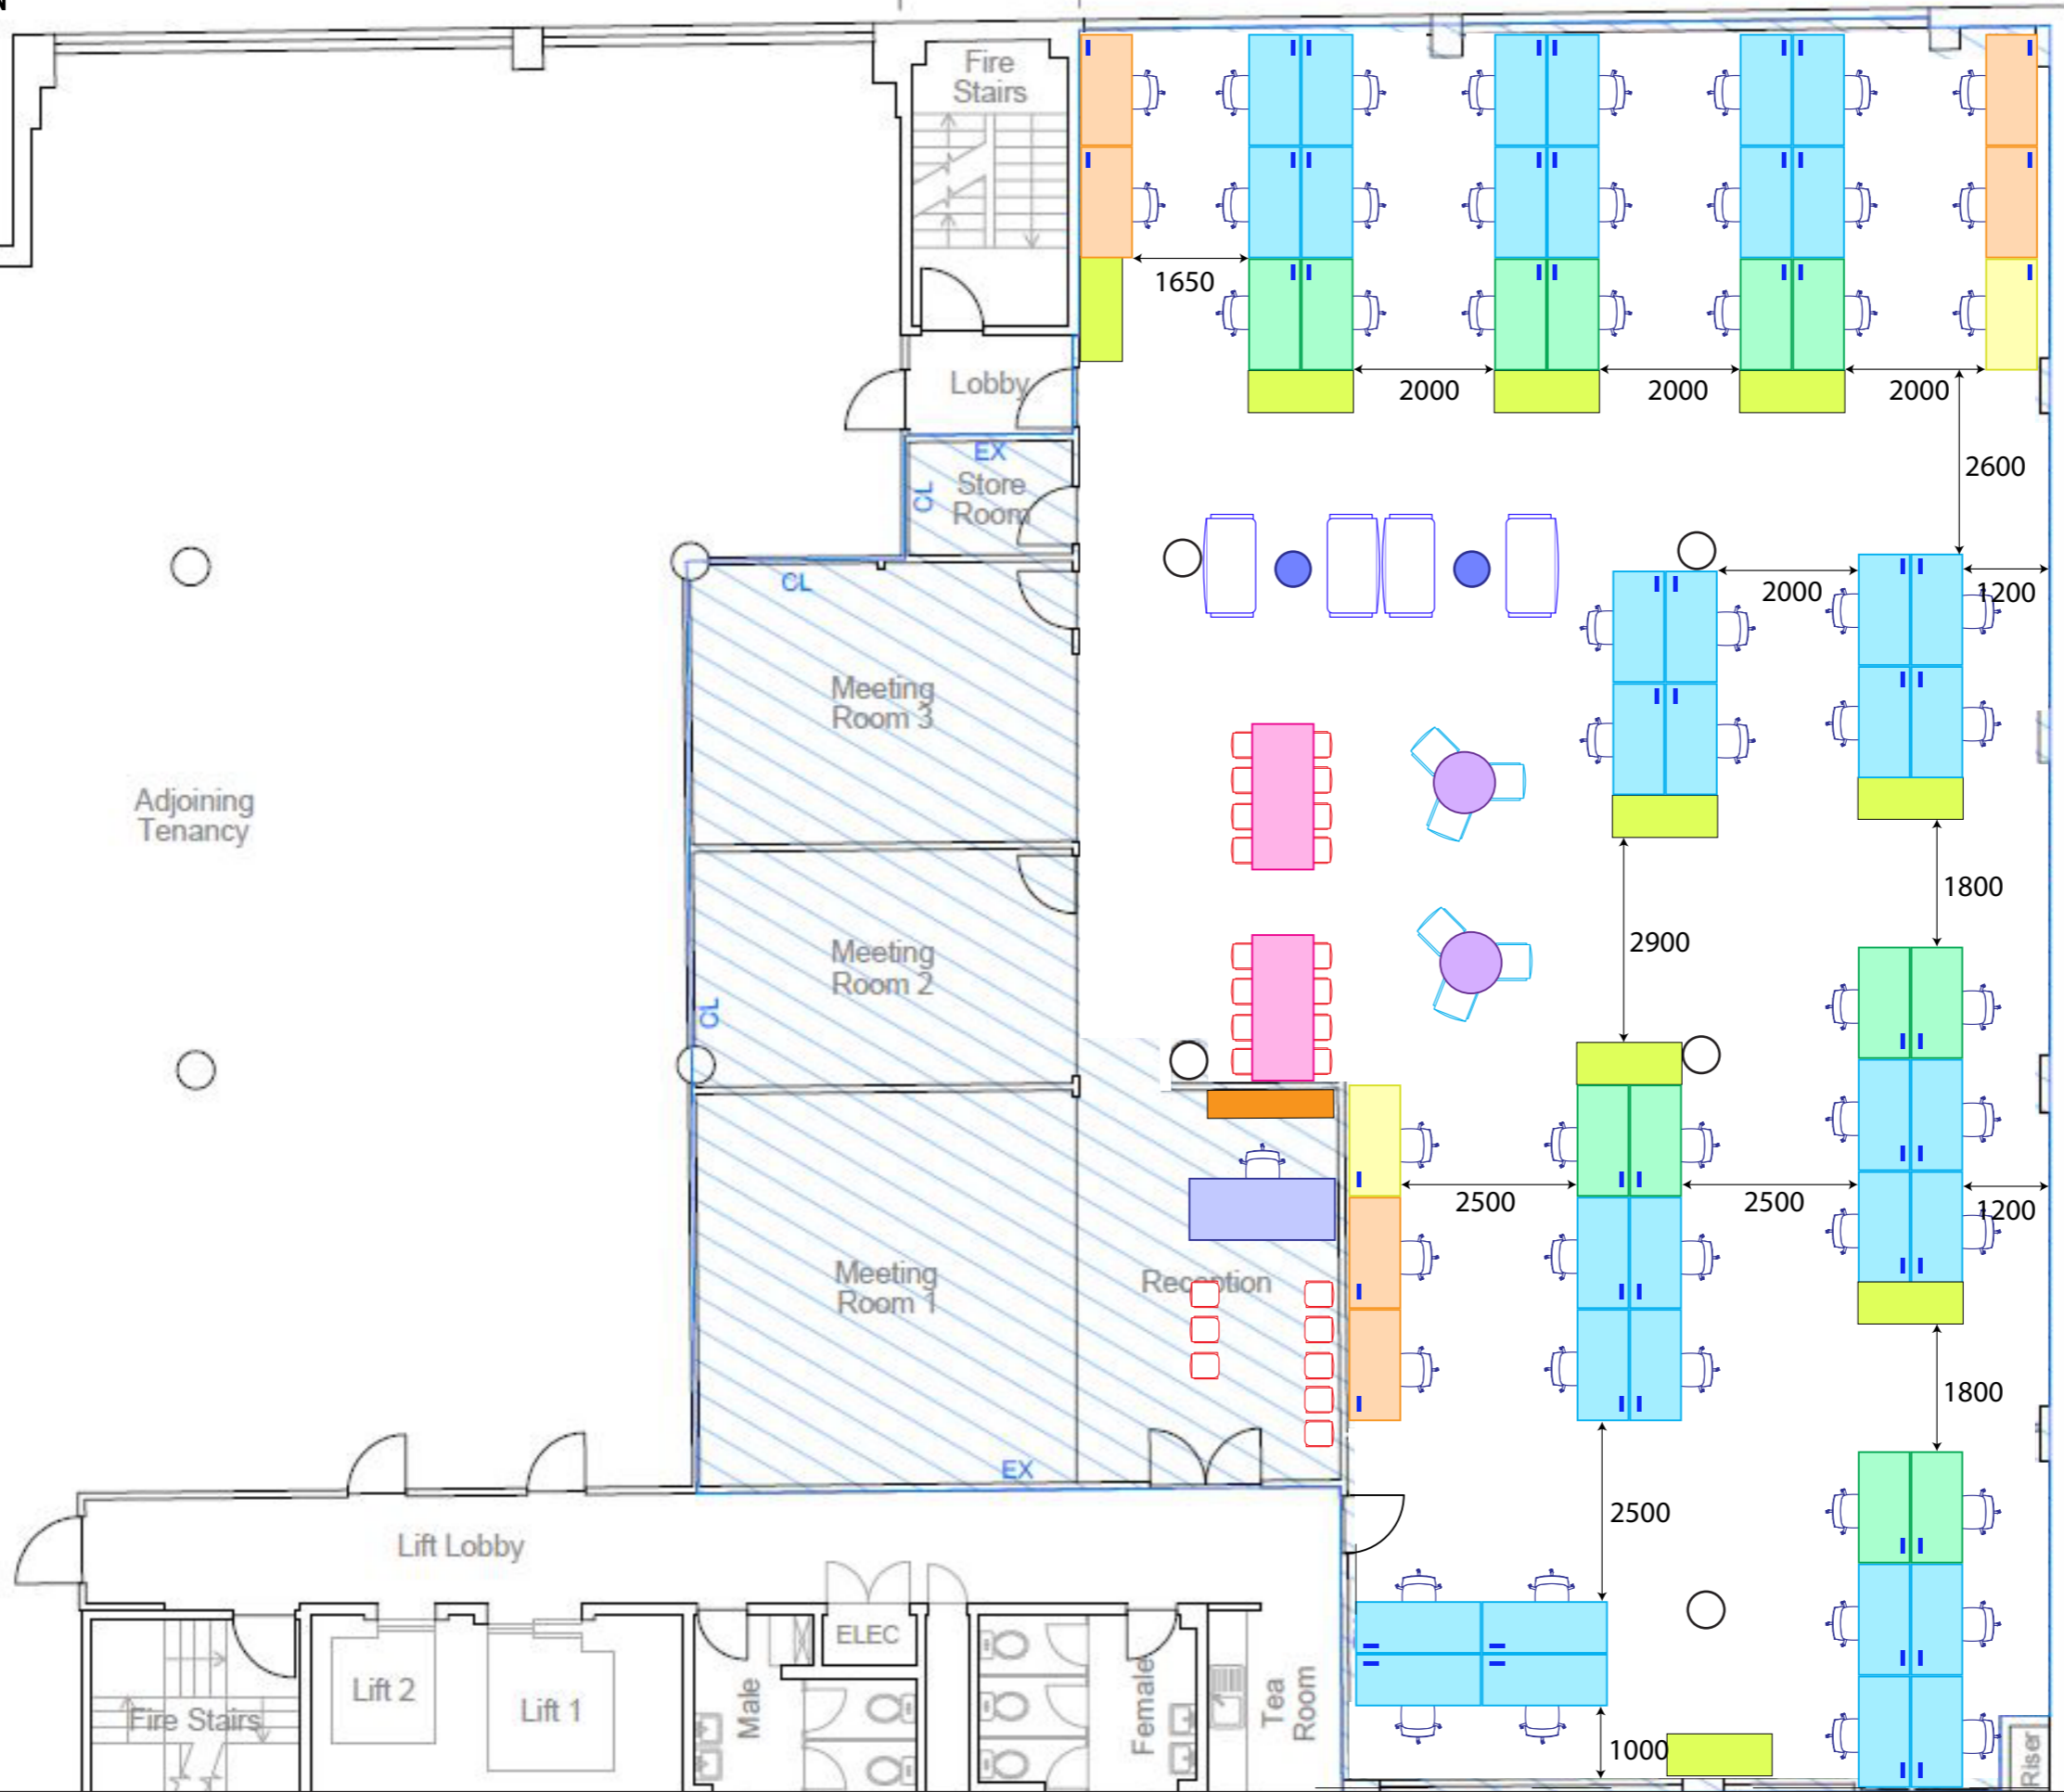 Fire
Stairs
1650
Lobby
2000
2000
2000
EX
CL
Store
Room
2600
CL
2000
1200
Meeting
Room 3
Adjoining
Tenancy
1800
2900
Meeting
Room 2
CL
2500
2500
1200
Meeting
Room 1
Reception
1800
EX
2500
Lift Lobby
ELEC
Lift 2
Lift 1
Fire Stairs
Male
Female
Tea
Room
1000
Riser